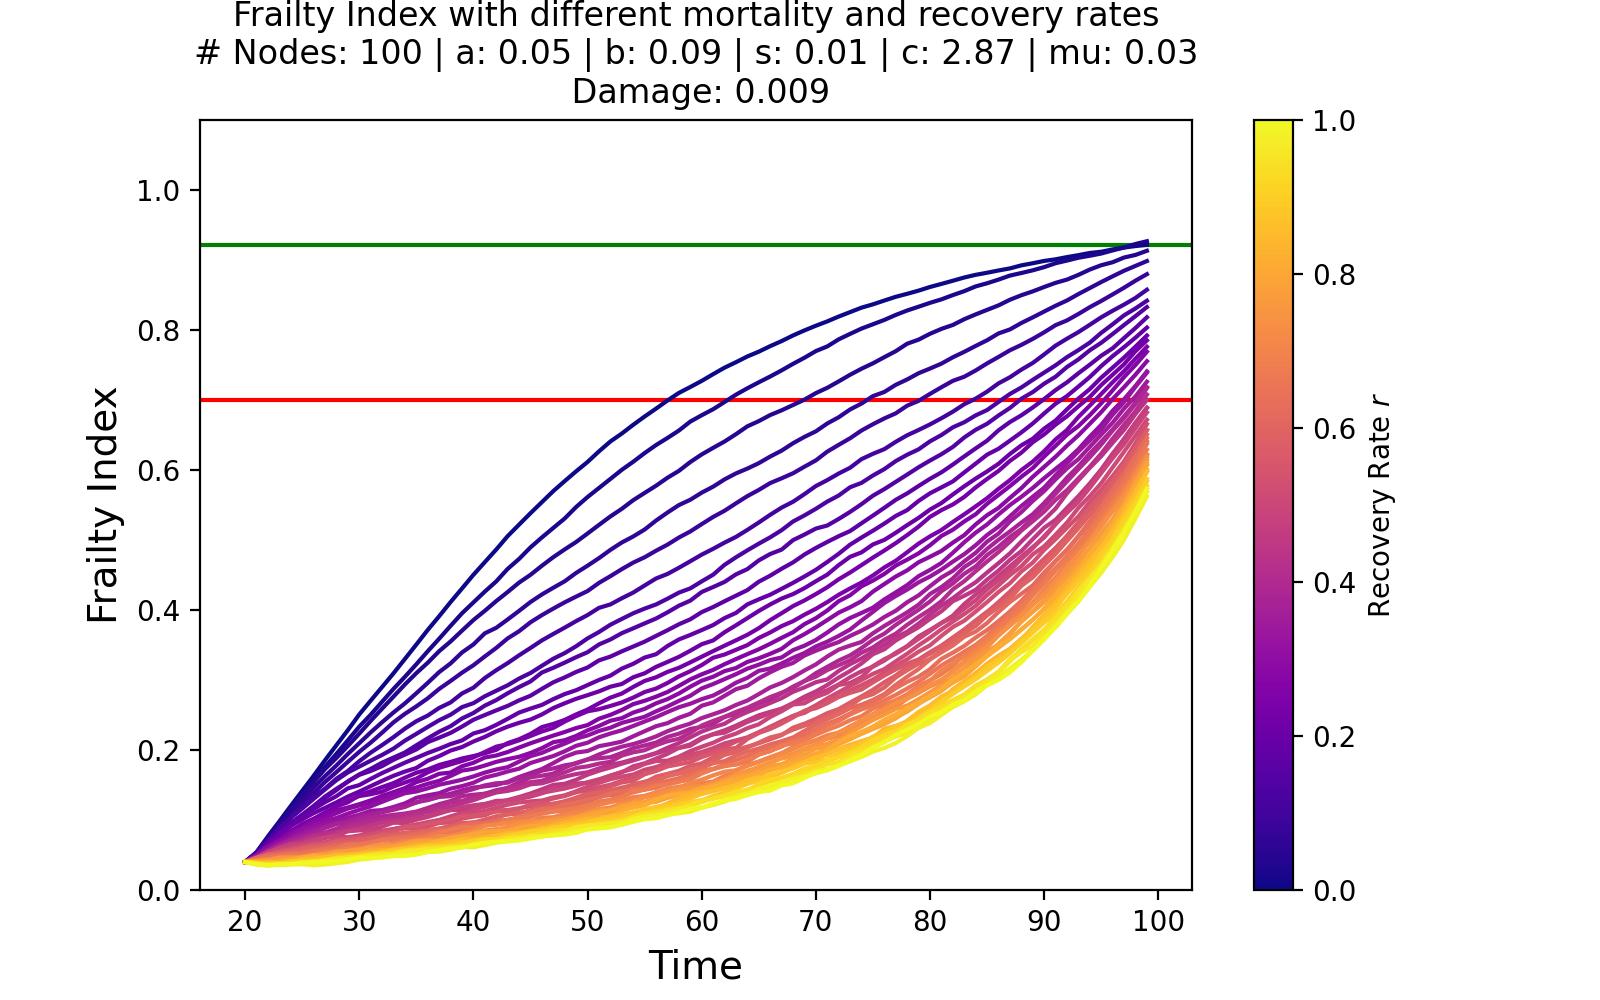 Frailty Index with different mortality and recovery rates
# Nodes: 100 | a: 0.05 | b: 0.09 | s: 0.01 | c: 2.87 | mu: 0.03
Damage: 0.009
Frailty Index
1.0
0.8
0.6
0.4
0.2
0.0
20 30 40 50 60 70 80 90 100
Time
1.0
0.8
0.6
0.4
0.2
0.0
Recovery Rate r